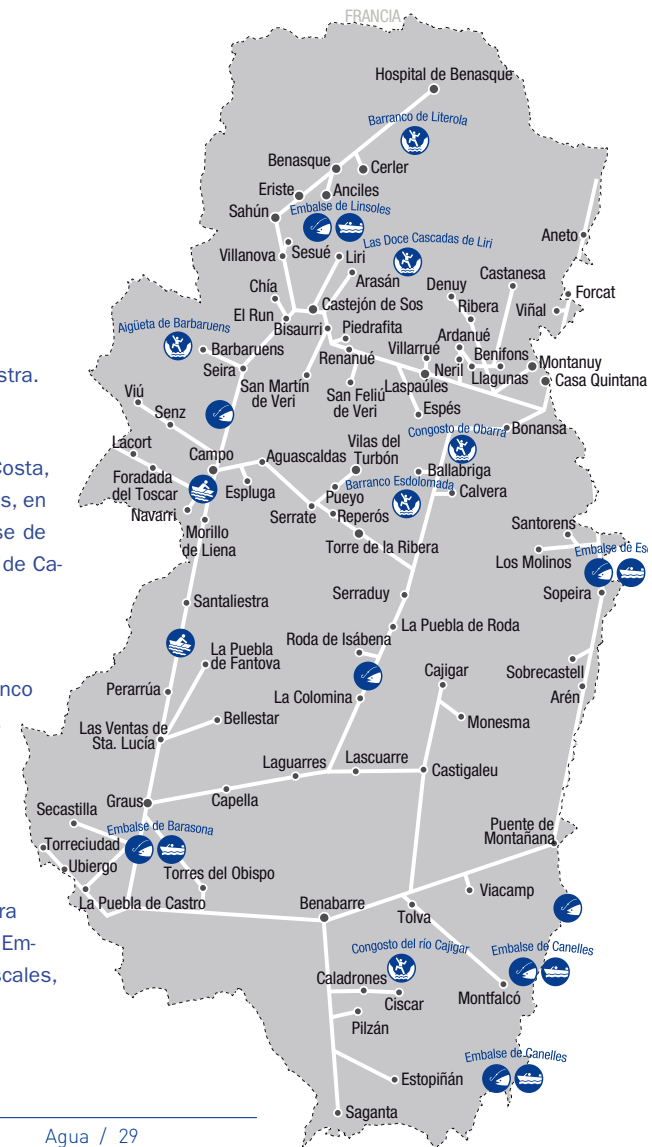 FRANCIA
Hospital de Benasque
Barranco de Literola
Benasque
Cerler
Eriste
Anciles
Embalse de Linsoles
Sahún
Aneto
Sesué
Villanova
Liri
Las Doce Cascadas de Liri
Castanesa
Arasán
Denuy
Chía
Forcat
Ribera
Castejón de Sos
Viñal
El Run
Bisaurri
Piedrafita
Ardanué
Aigüeta de Barbaruens
Villarrué
Barbaruens
Renanué
Benifons
Montanuy
Seira
Neril
Llagunas
Casa Quintana
San Martín
de Veri
San Feliú
de Veri
Laspaúles
stra.
Viú
Espés
Senz
Congosto de Obarra
Bonansa
Lácort
Campo
Aguascaldas
Vilas del
Turbón
Costa,
Foradada
del Toscar
Ballabriga
Espluga
Pueyo
Barranco Esdolomada
Calvera
s, en
Navarri
Serrate
Reperós
Santorens
Morillo
de Liena
se de
Torre de la Ribera
Los Molinos
Embalse de Es
de Ca-
Sopeira
Serraduy
Santaliestra
La Puebla de Roda
Roda de Isábena
La Puebla
de Fantova
Cajigar
Sobrecastell
nco
Perarrúa
Arén
La Colomina
Bellestar
Monesma
Las Ventas de
Sta. Lucía
Laguarres
Lascuarre
Castigaleu
Graus
Capella
Secastilla
Puente de
Montañana
Embalse de Barasona
Torreciudad
Ubiergo
Torres del Obispo
Viacamp
La Puebla de Castro
Benabarre
ra
Tolva
Em-
Congosto del río Cajigar
Embalse de Canelles
scales,
Caladrones
Ciscar
Montfalcó
Pilzán
Embalse de Canelles
Estopiñán
Saganta
Agua / 29